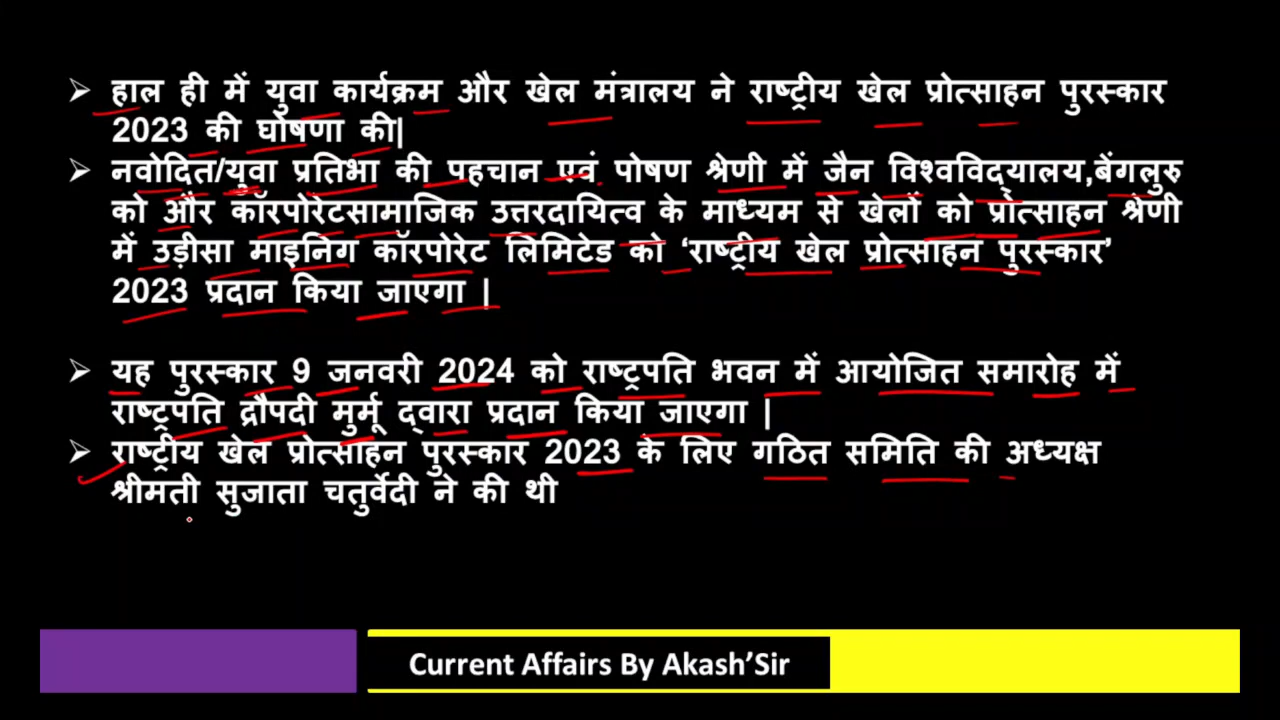 ➢ हाल ही में युवा कार्यक्रम और खेल मंत्रालय ने राष्ट्रीय खेल प्रोत्साहन पुरस्कार
2023 की घोषणा की|
➢ नवोदित/युवा प्रतिभा की पहचान एवं पोषण श्रेणी में जैन विश्वविद्यालय,बेंगलुरु
को और कॉरपोरेटसामाजिक उत्तरदायित्व के माध्यम से खेलों को प्रोत्साहन श्रेणी
में उड़ीसा माइनिंग कॉरपोरेट लिमिटेड को ‘राष्ट्रीय खेल प्रोत्साहन पुरस्कार’
2023 प्रदान किया जाएगा |
➢ यह पुरस्कार 9 जनवरी 2024 को राष्ट्रपति भवन में आयोजित समारोह में
राष्ट्रपति द्रौपदी मुर्मू द्वारा प्रदान किया जाएगा |
➢ राष्ट्रीय खेल प्रोत्साहन पुरस्कार 2023 के लिए गठित समिति की अध्यक्ष
श्रीमती सुजाता चतुर्वेदी ने की थी
Current Affairs By Akash’Sir